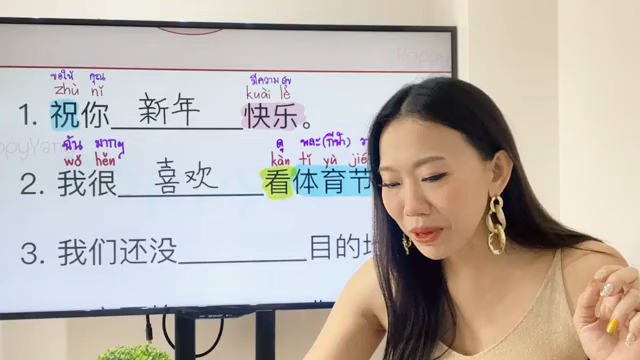 ขอให้ คุณ มีความสุข
zhù nǐ kuài lè
1. 祝你 新年 快乐。
ฉัน มากๆ ดู
wǒ hěn kàn tǐ yù jié
2. 我很 喜欢 看体育节
3. 我们还没 目的